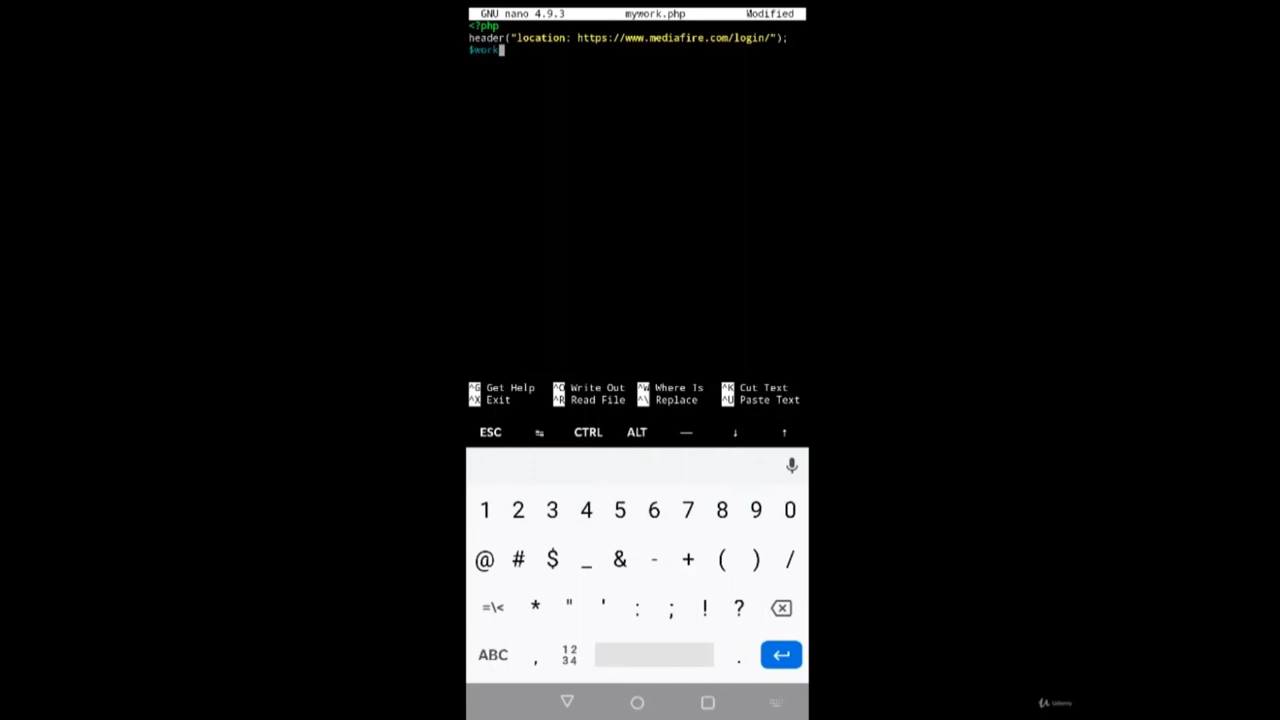 GNU nano 4.9.3 mywork.php Modified
<?php
header("location: https://www.mediafire.com/login/");
$work
^G Get Help ^O Write Out ^W Where Is ^K Cut Text
^X Exit ^R Read File ^\ Replace ^U Paste Text
ESC CTRL ALT — ↓ ↑
1 2 3 4 5 6 7 8 9 0
@ # $ _ & - + ( ) /
=\< * " ' : ; ! ?
ABC , 12 34 .
Udemy